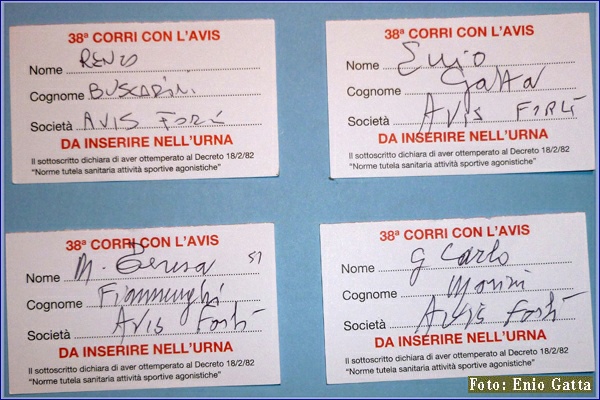 38ª CORRI CON L'AVIS
Nome RENZO
Cognome BUSCARINI
Società AVIS FORLÌ
DA INSERIRE NELL'URNA
Il sottoscritto dichiara di aver ottemperato al Decreto 18/2/82
"Norme tutela sanitaria attività sportive agonistiche"
38ª CORRI CON L'AVIS
Nome Enio
Cognome Gatta
Società AVIS FORLÌ
DA INSERIRE NELL'URNA
Il sottoscritto dichiara di aver ottemperato al Decreto 18/2/82
"Norme tutela sanitaria attività sportive agonistiche"
38ª CORRI CON L'AVIS
Nome M. Teresa 51
Cognome Fiammenghi
Società Avis Forlì
DA INSERIRE NELL'URNA
Il sottoscritto dichiara di aver ottemperato al Decreto 18/2/82
"Norme tutela sanitaria attività sportive agonistiche"
38ª CORRI CON L'AVIS
Nome G Carlo
Cognome Morini
Società Avis Forlì
DA INSERIRE NELL'URNA
Il sottoscritto dichiara di aver ottemperato al Decreto 18/2/82
"Norme tutela sanitaria attività sportive agonistiche"
Foto: Enio Gatta